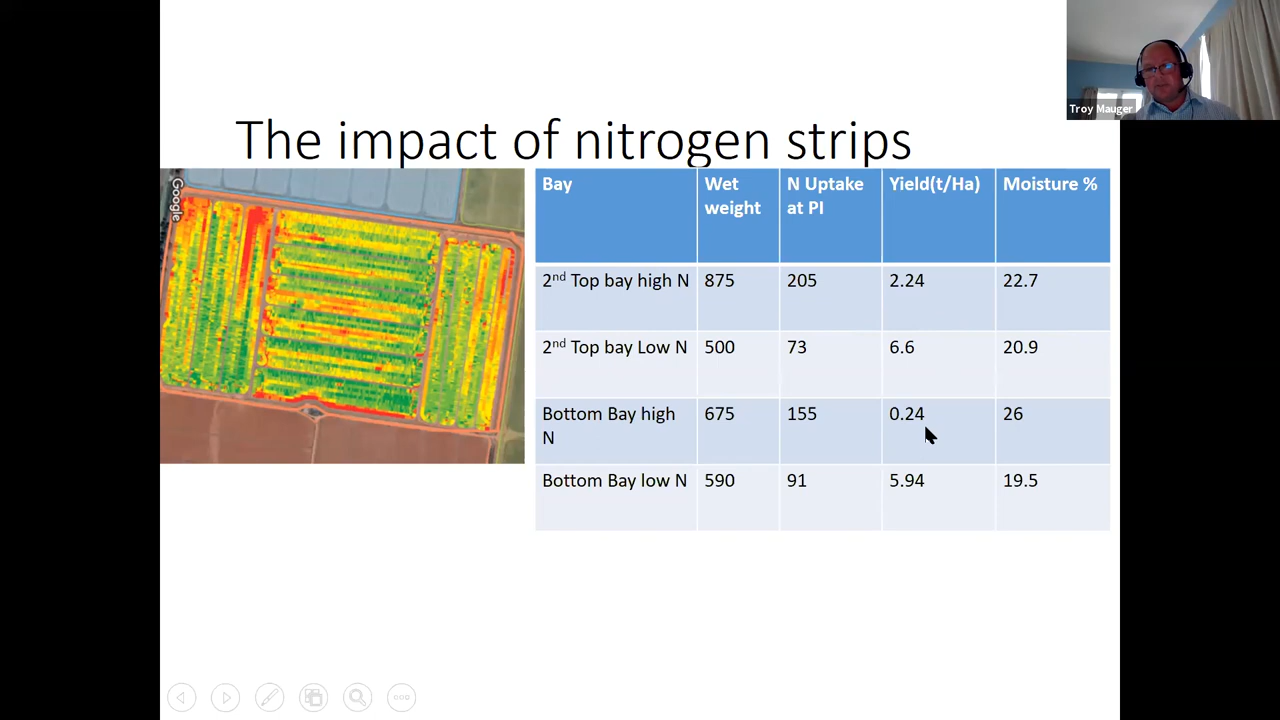 Troy Mauger
The impact of nitrogen strips
Google
Bay Wet weight N Uptake at PI Yield(t/Ha) Moisture %
2nd Top bay high N 875 205 2.24 22.7
2nd Top bay Low N 500 73 6.6 20.9
Bottom Bay high N 675 155 0.24 26
Bottom Bay low N 590 91 5.94 19.5